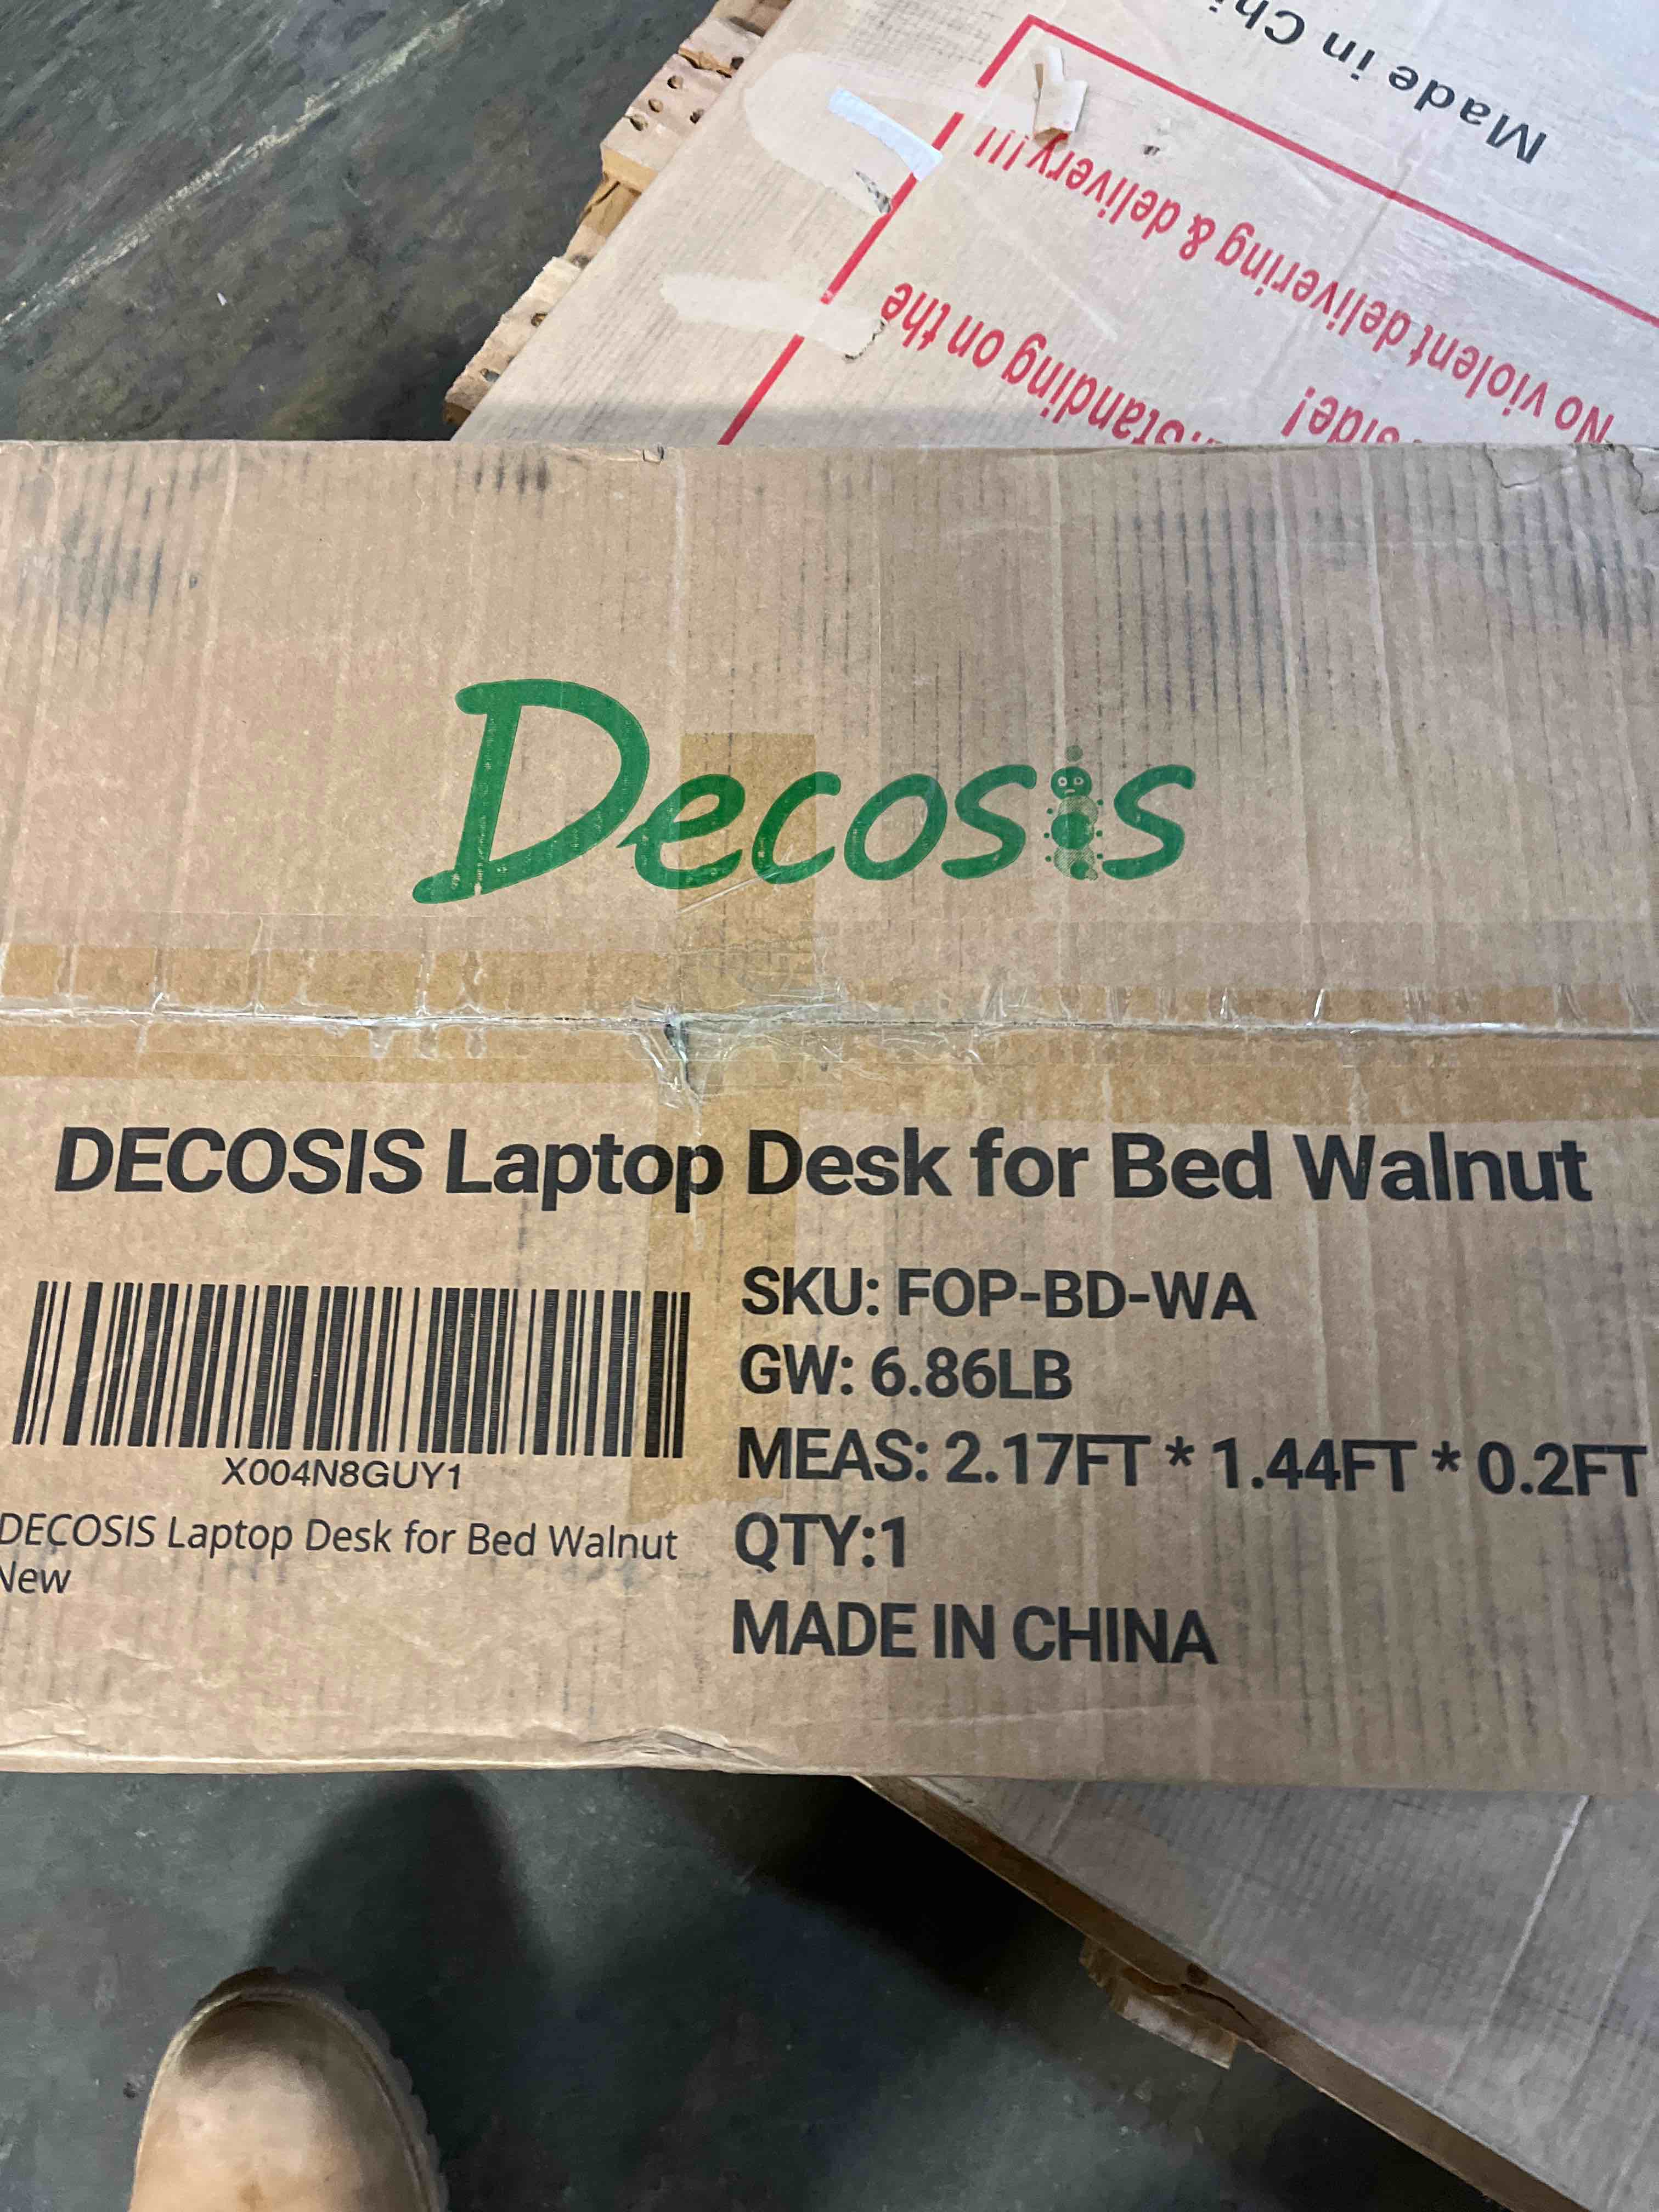 Made in Chi
No violent delivering & delivery!!!
standing on the
side!
Decosis
DECOSIS Laptop Desk for Bed Walnut
X004N8GUY1
DECOSIS Laptop Desk for Bed Walnut
New
SKU: FOP-BD-WA
GW: 6.86LB
MEAS: 2.17FT * 1.44FT * 0.2FT
QTY:1
MADE IN CHINA